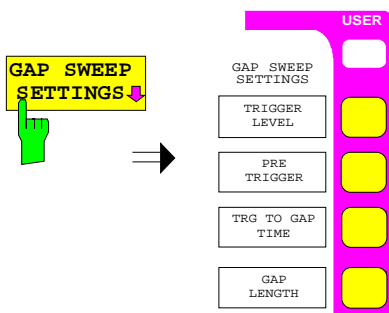 GAP SWEEP
SETTINGS
USER
GAP SWEEP
SETTINGS
TRIGGER
LEVEL
PRE
TRIGGER
TRG TO GAP
TIME
GAP
LENGTH